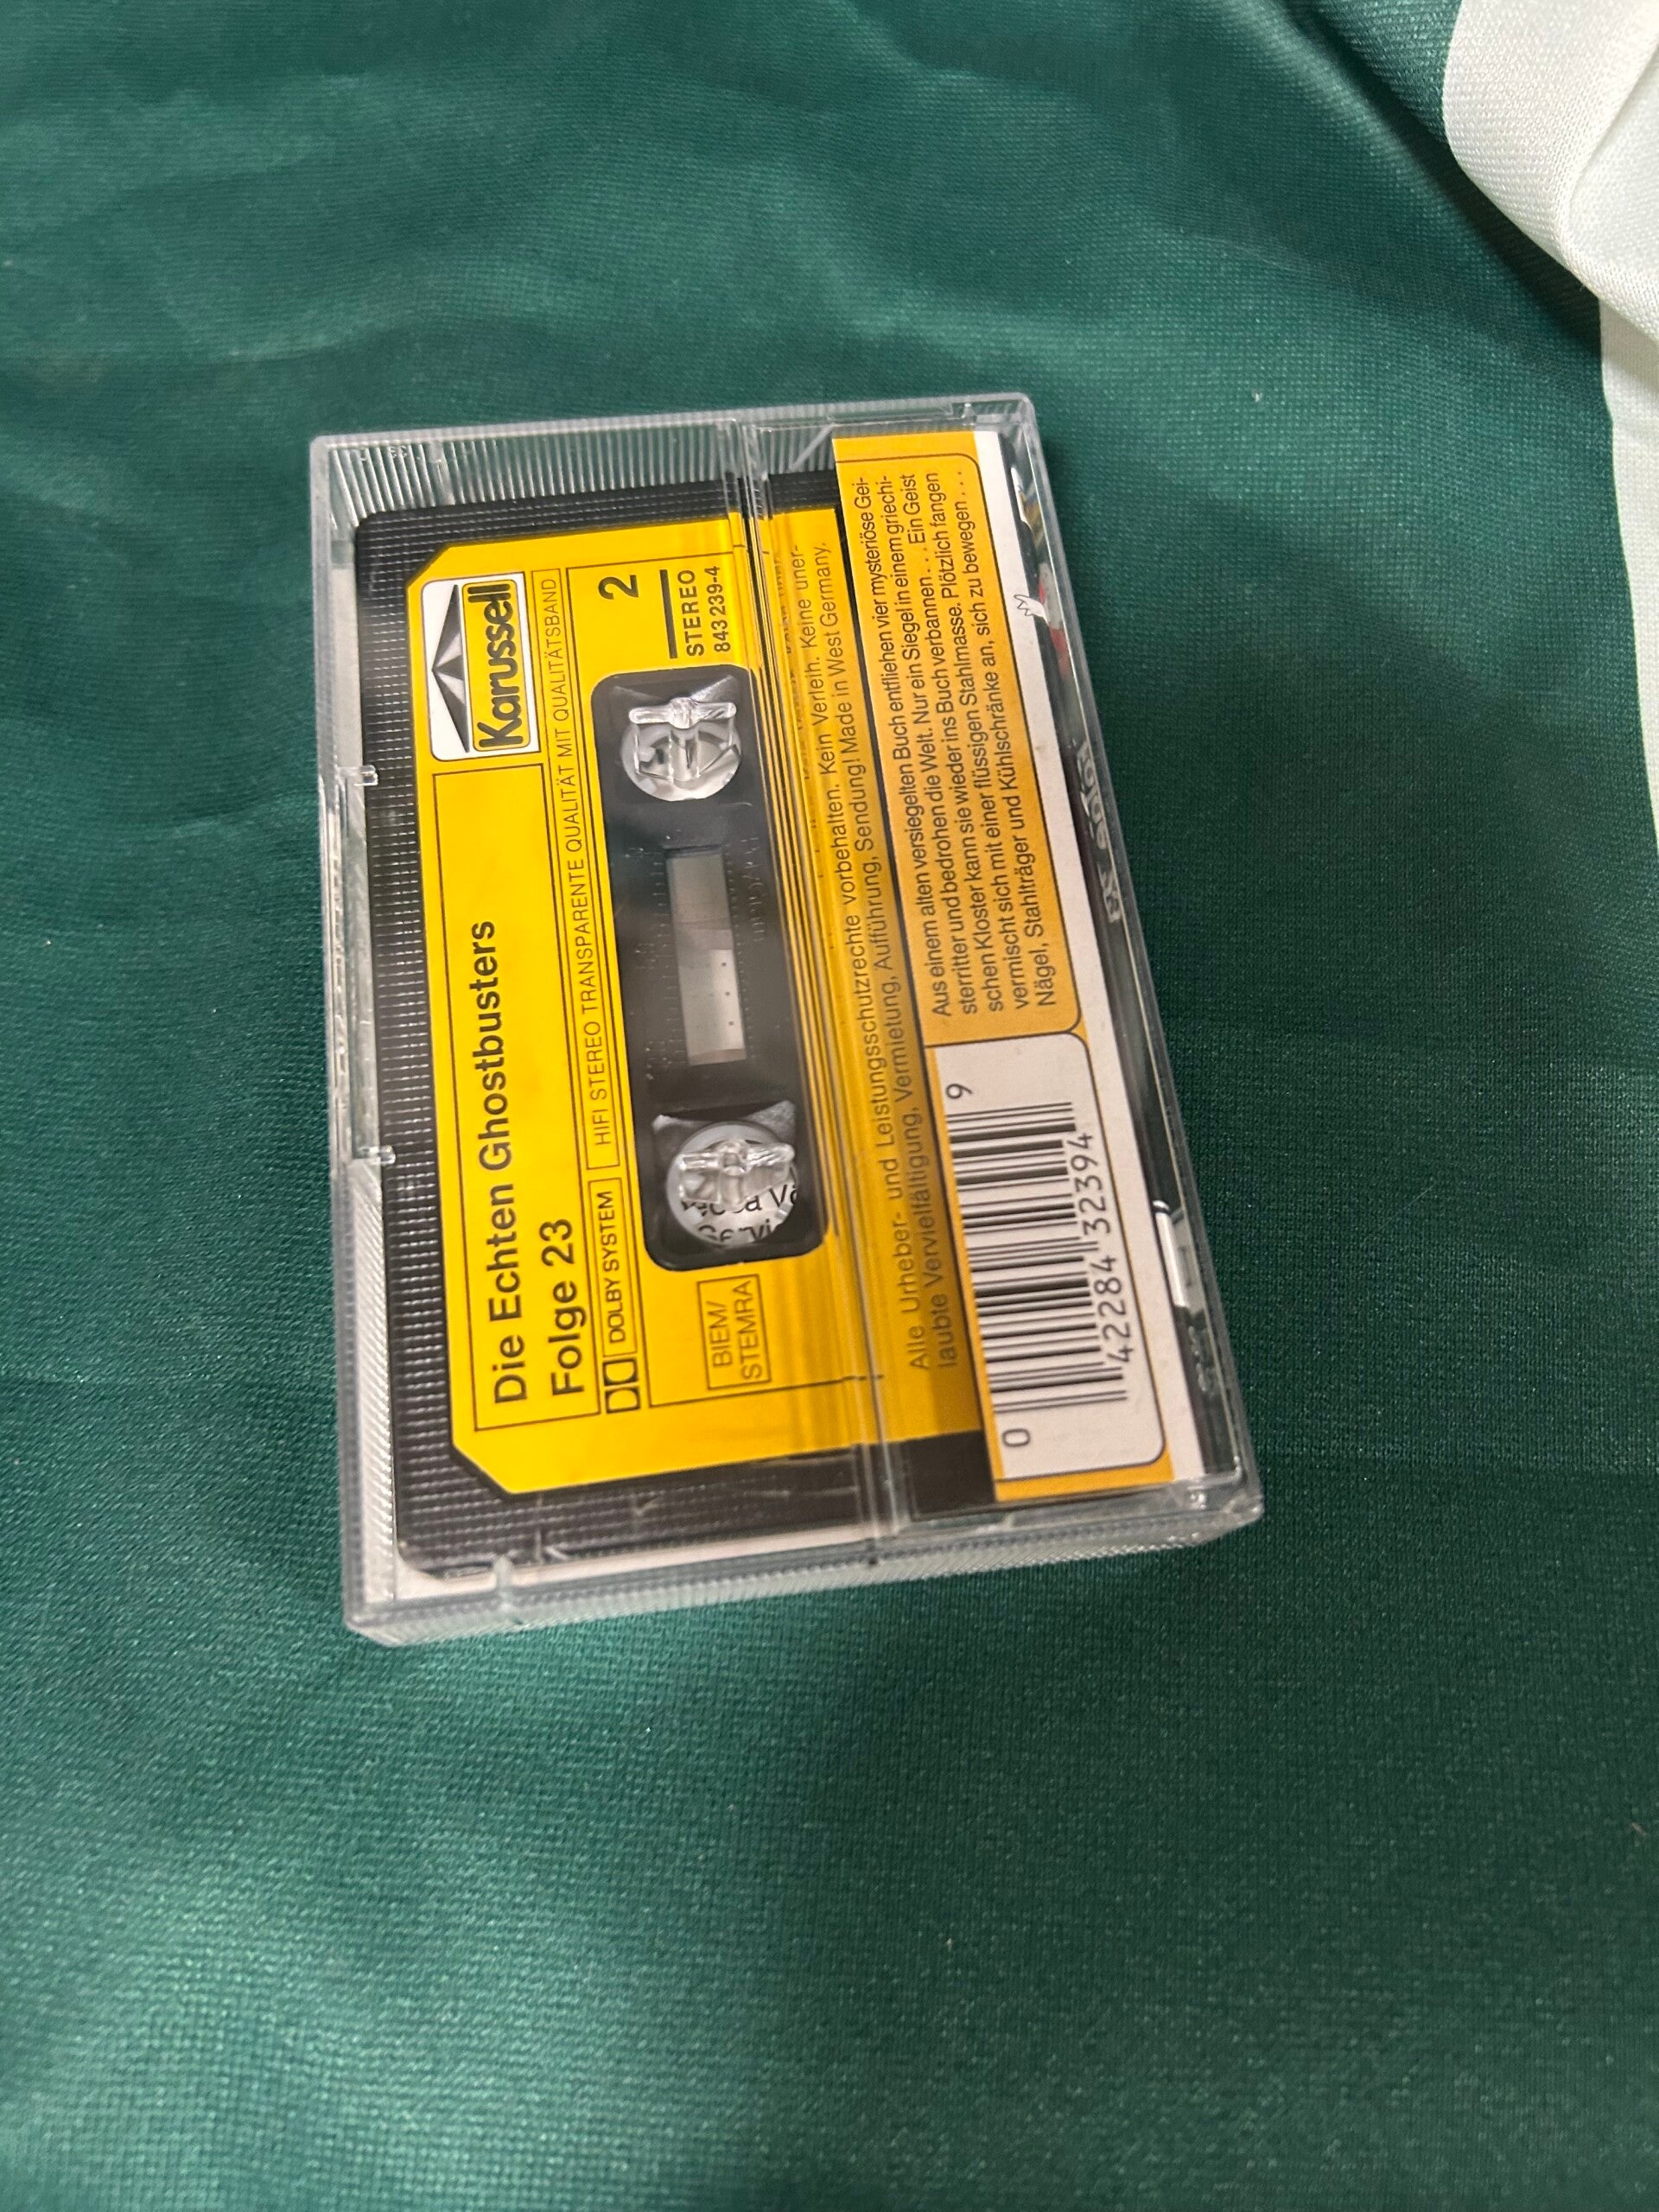 Karussell
Die Echten Ghostbusters
Folge 23
DOLBY SYSTEM
HIFI STEREO TRANSPARENTE QUALITÄT MIT QUALITÄTSBAND
2
STEREO
843 239-4
BIEM/
STEMRA
Alle Urheber- und Leistungsschutzrechte vorbehalten. Kein Verleih. Keine uner-
laubte Vervielfältigung, Vermietung, Aufführung, Sendung! Made in West Germany.
Aus einem alten versiegelten Buch entfliehen vier mysteriöse Gei-
sterritter und bedrohen die Welt. Nur ein Siegel in einem griechi-
schen Kloster kann sie wieder ins Buch verbannen... Ein Geist
vermischt sich mit einer flüssigen Stahlmasse. Plötzlich fangen
Nägel, Stahlträger und Kühlschränke an, sich zu bewegen...
0 42284 32394 9